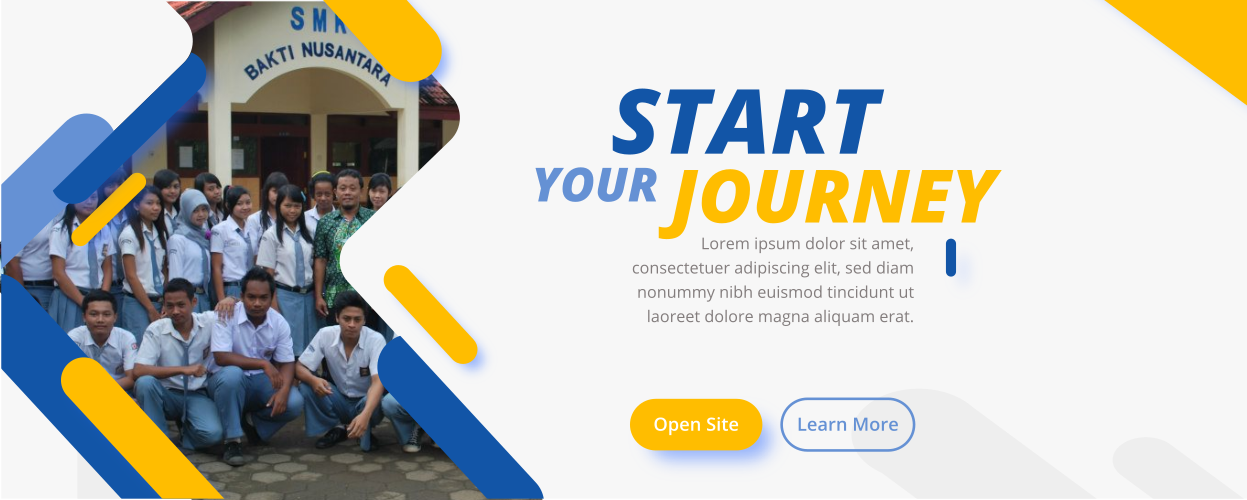 SMK
BAKTI NUSANTARA
START
YOUR JOURNEY
Lorem ipsum dolor sit amet,
consectetuer adipiscing elit, sed diam
nonummy nibh euismod tincidunt ut
laoreet dolore magna aliquam erat.
Open Site
Learn More